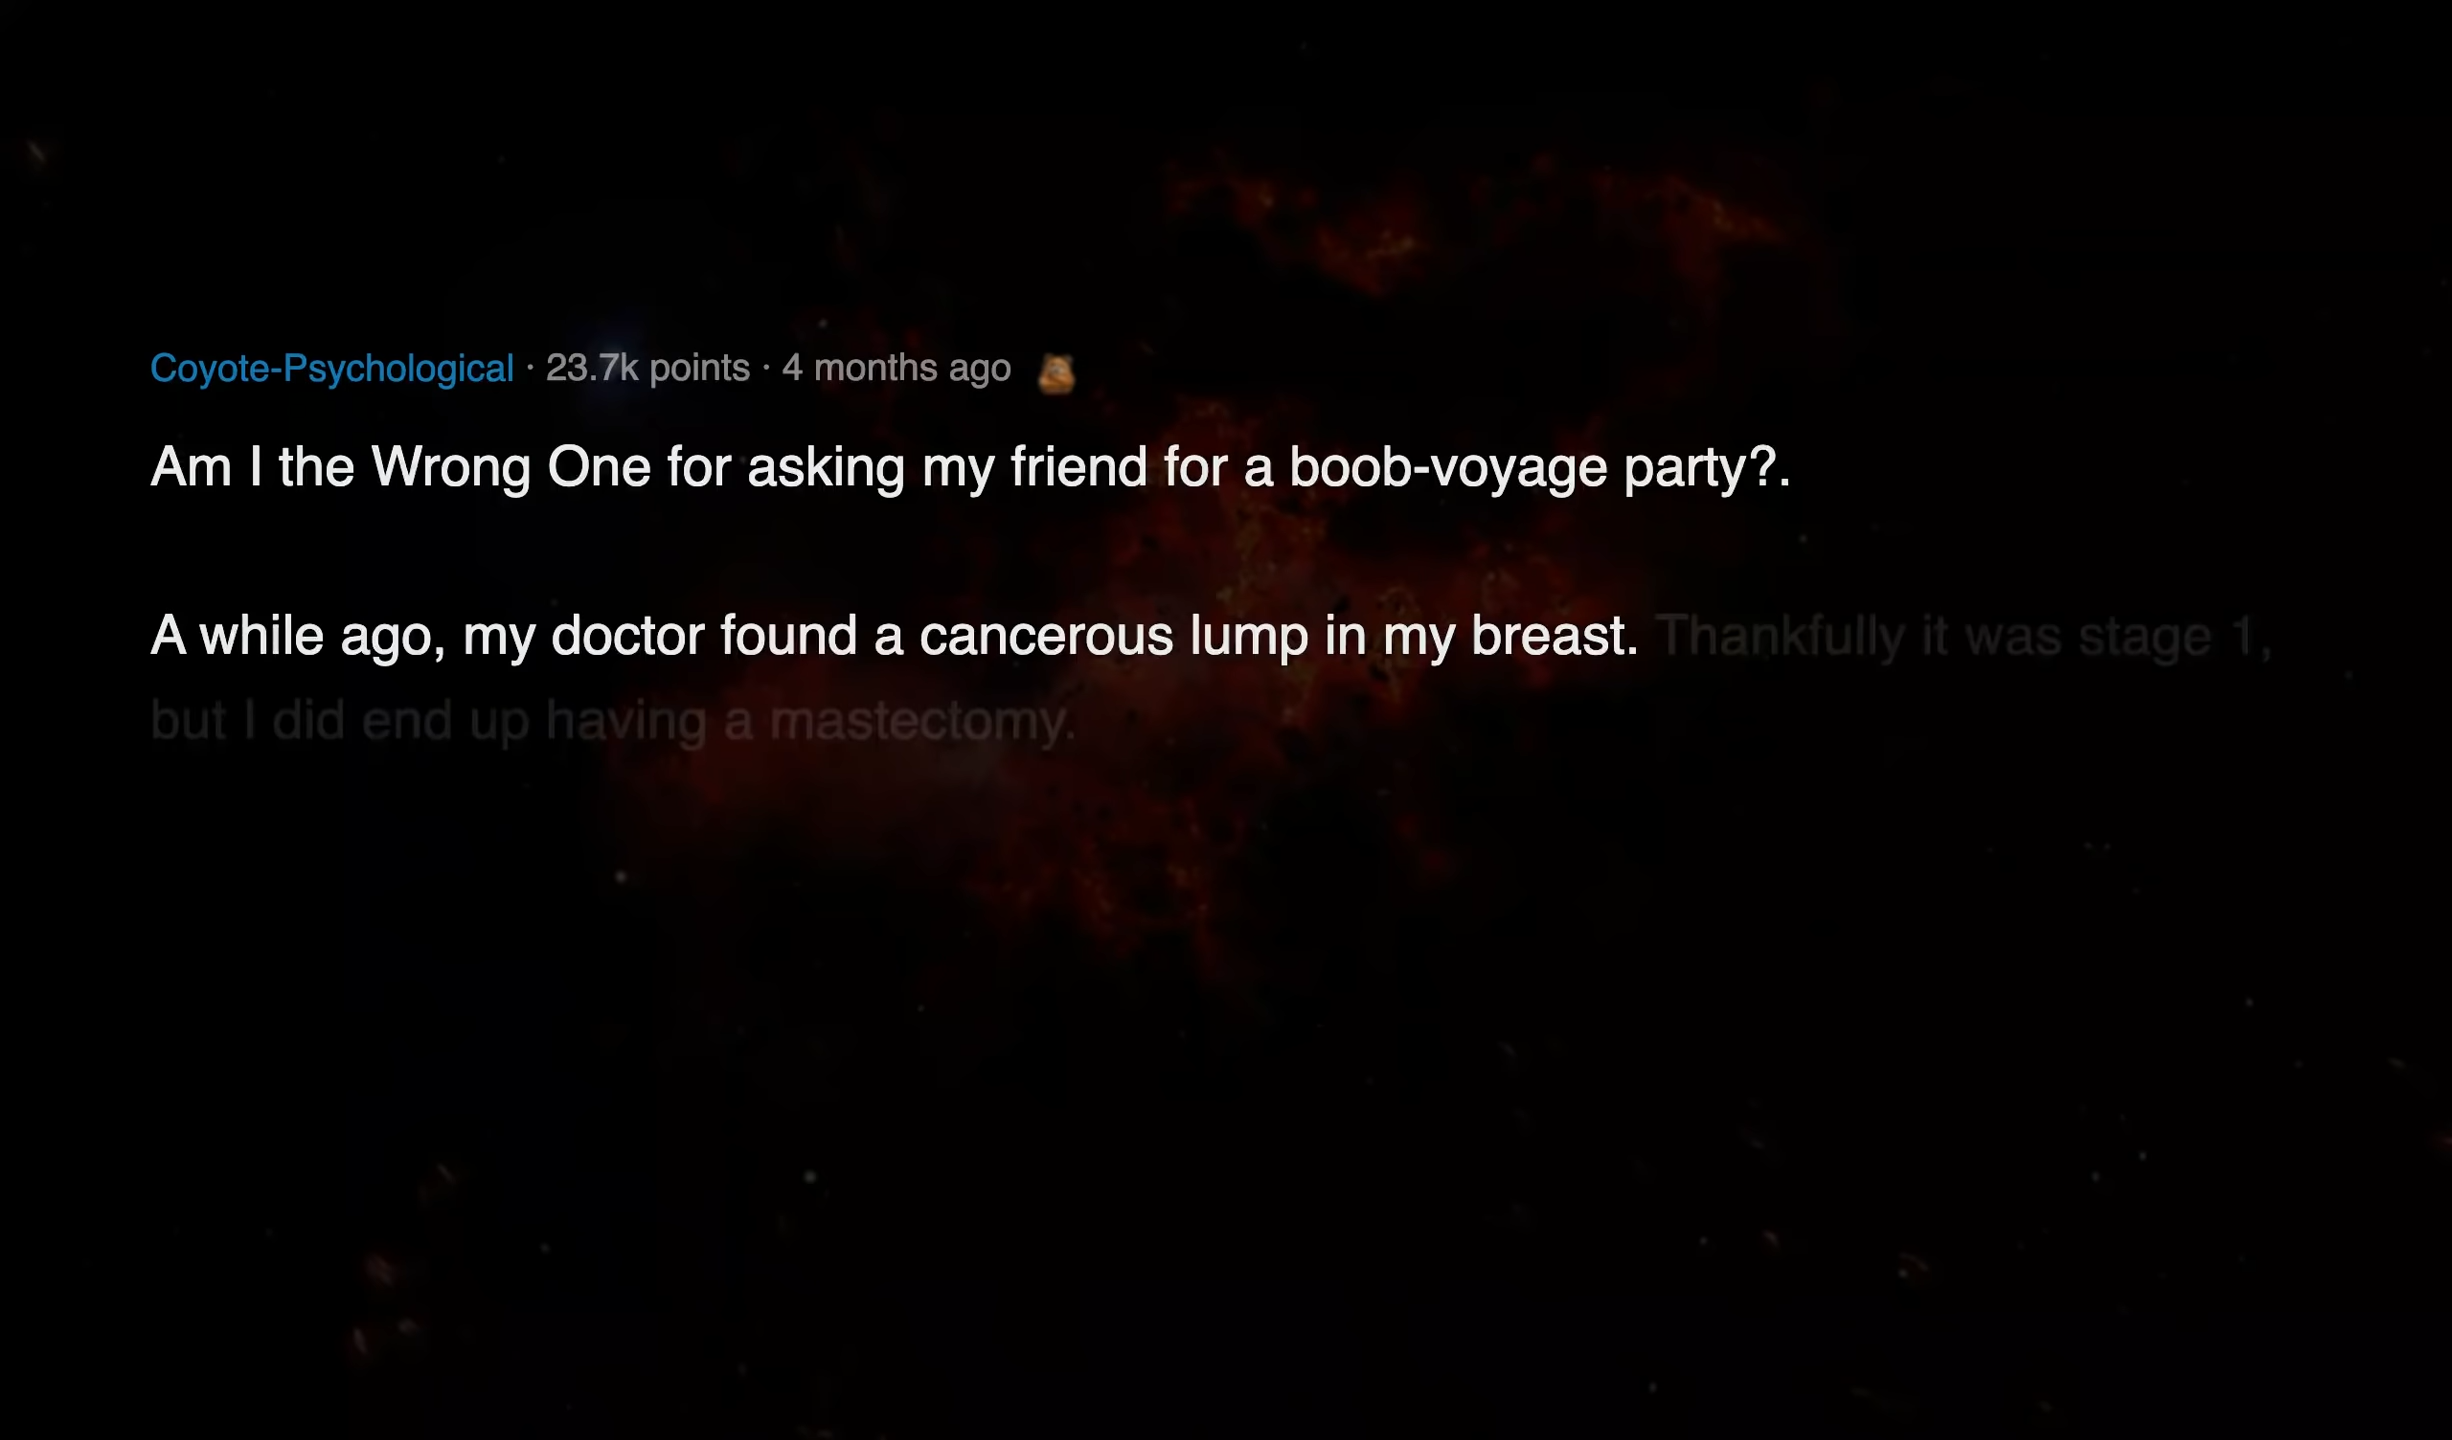 Coyote-Psychological · 23.7k points · 4 months ago
Am I the Wrong One for asking my friend for a boob-voyage party?.
A while ago, my doctor found a cancerous lump in my breast. Thankfully it was stage 1,
but I did end up having a mastectomy.